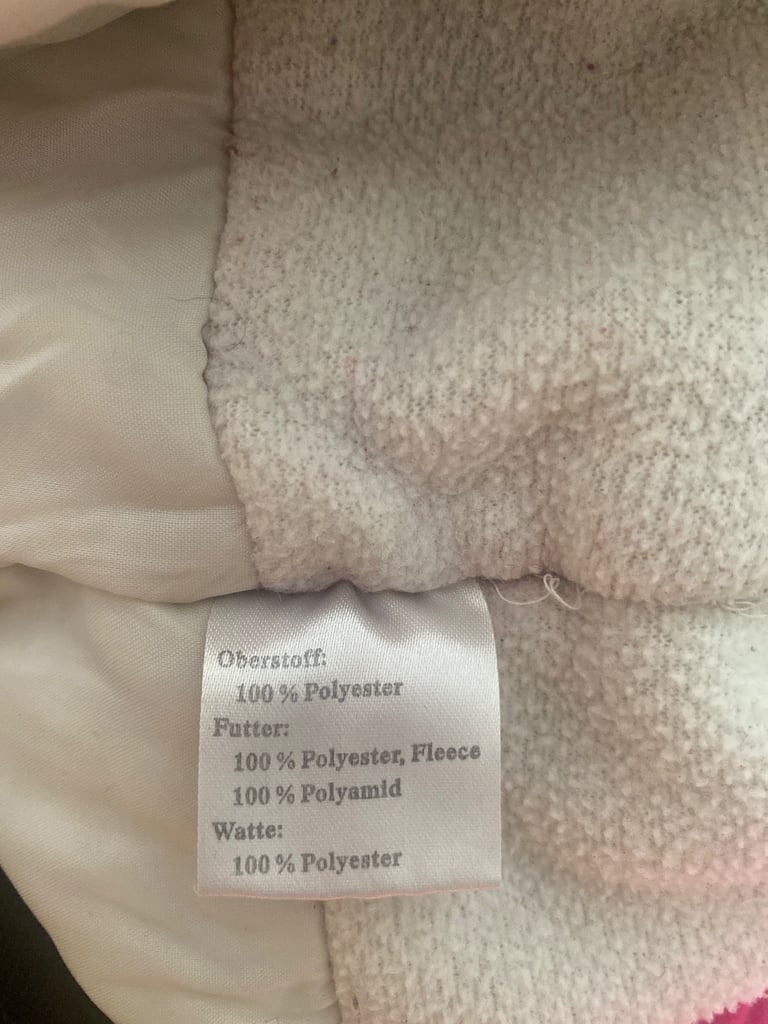 Oberstoff:
100 % Polyester
Futter:
100 % Polyester, Fleece
100 % Polyamid
Watte:
100 % Polyester